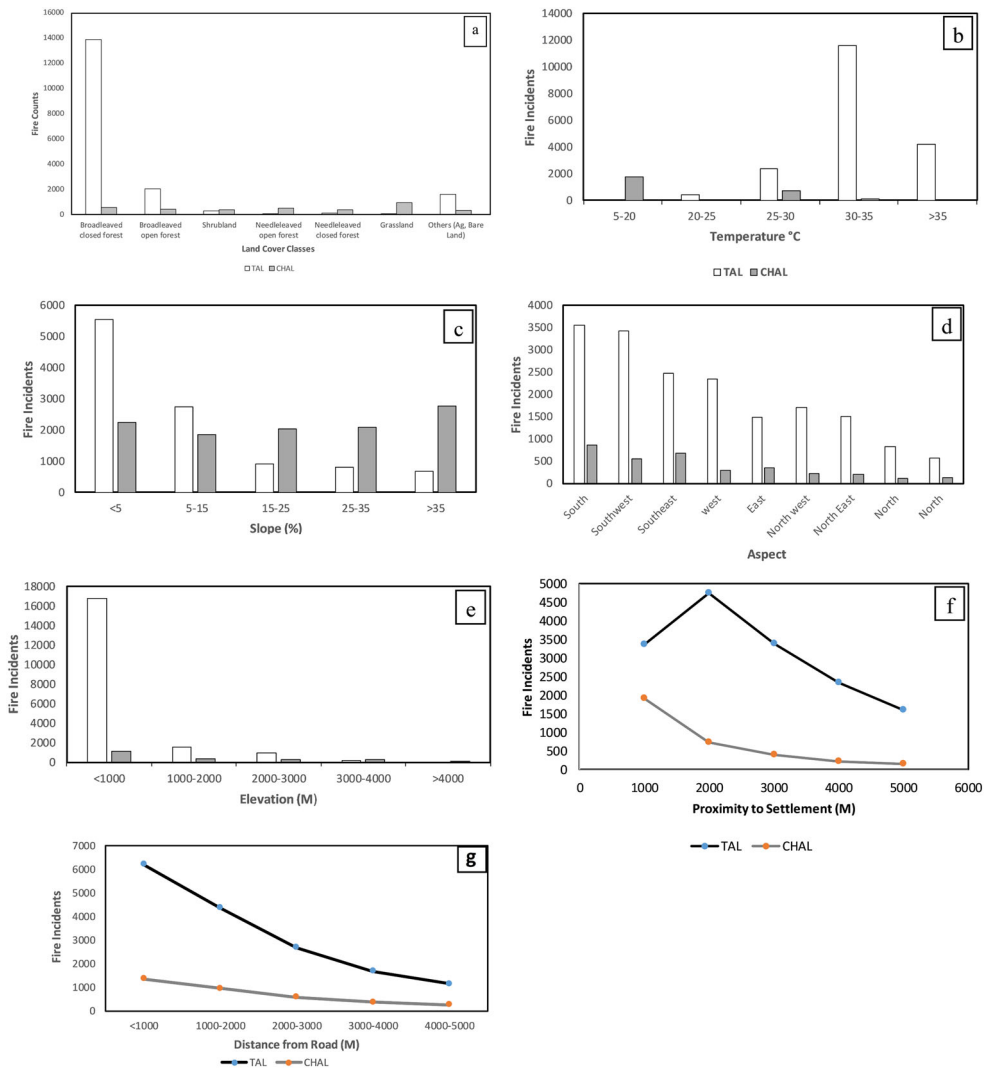 a
16000
14000
12000
10000
8000
6000
4000
2000
0
Fire Counts
Broadleaved closed forest
Broadleaved open forest
Shrubland
Needleleaved open forest
Needleleaved closed forest
Grassland
Others (Ag, Bare Land)
Land Cover Classes
TAL CHAL
b
14000
12000
10000
8000
6000
4000
2000
0
Fire Incidents
5-20 20-25 25-30 30-35 >35
Temperature °C
TAL CHAL
c
6000
5000
4000
3000
2000
1000
0
Fire Incidents
<5 5-15 15-25 25-35 >35
Slope (%)
d
4000
3500
3000
2500
2000
1500
1000
500
0
Fire Incidents
South Southwest Southeast west East North west North East North North
Aspect
e
18000
16000
14000
12000
10000
8000
6000
4000
2000
0
Fire Incidents
<1000 1000-2000 2000-3000 3000-4000 >4000
Elevation (M)
f
5000
4500
4000
3500
3000
2500
2000
1500
1000
500
0
Fire Incidents
0 1000 2000 3000 4000 5000 6000
Proximity to Settlement (M)
TAL CHAL
g
7000
6000
5000
4000
3000
2000
1000
0
Fire Incidents
<1000 1000-2000 2000-3000 3000-4000 4000-5000
Distance from Road (M)
TAL CHAL